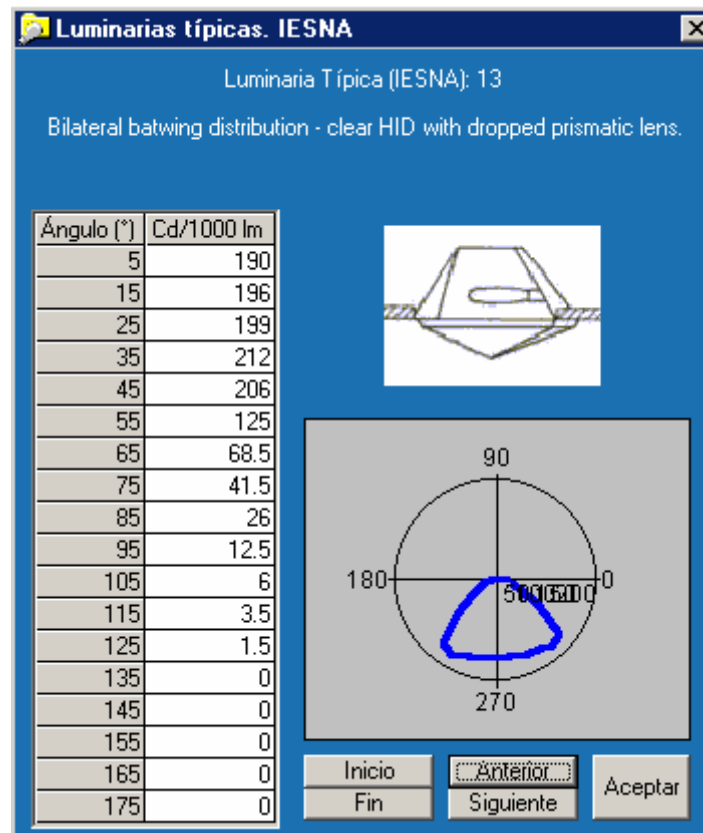 Luminarias típicas. IESNA
Luminaria Típica (IESNA): 13
Bilateral batwing distribution - clear HID with dropped prismatic lens.
Ángulo (°) Cd/1000 lm
5 190
15 196
25 199
35 212
45 206
55 125
65 68.5
75 41.5
85 26
95 12.5
105 6
115 3.5
125 1.5
135 0
145 0
155 0
165 0
175 0
90
180
0
270
Inicio
Anterior
Aceptar
Fin
Siguiente